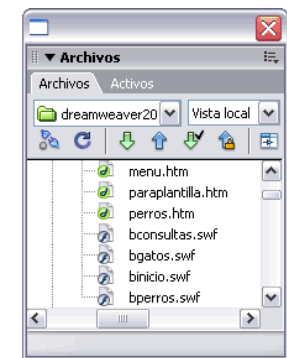 Archivos
Archivos Activos
dreamweaver20 Vista local
menu.htm
paraplantilla.htm
perros.htm
bconsultas.swf
bgatos.swf
binicio.swf
bperros.swf